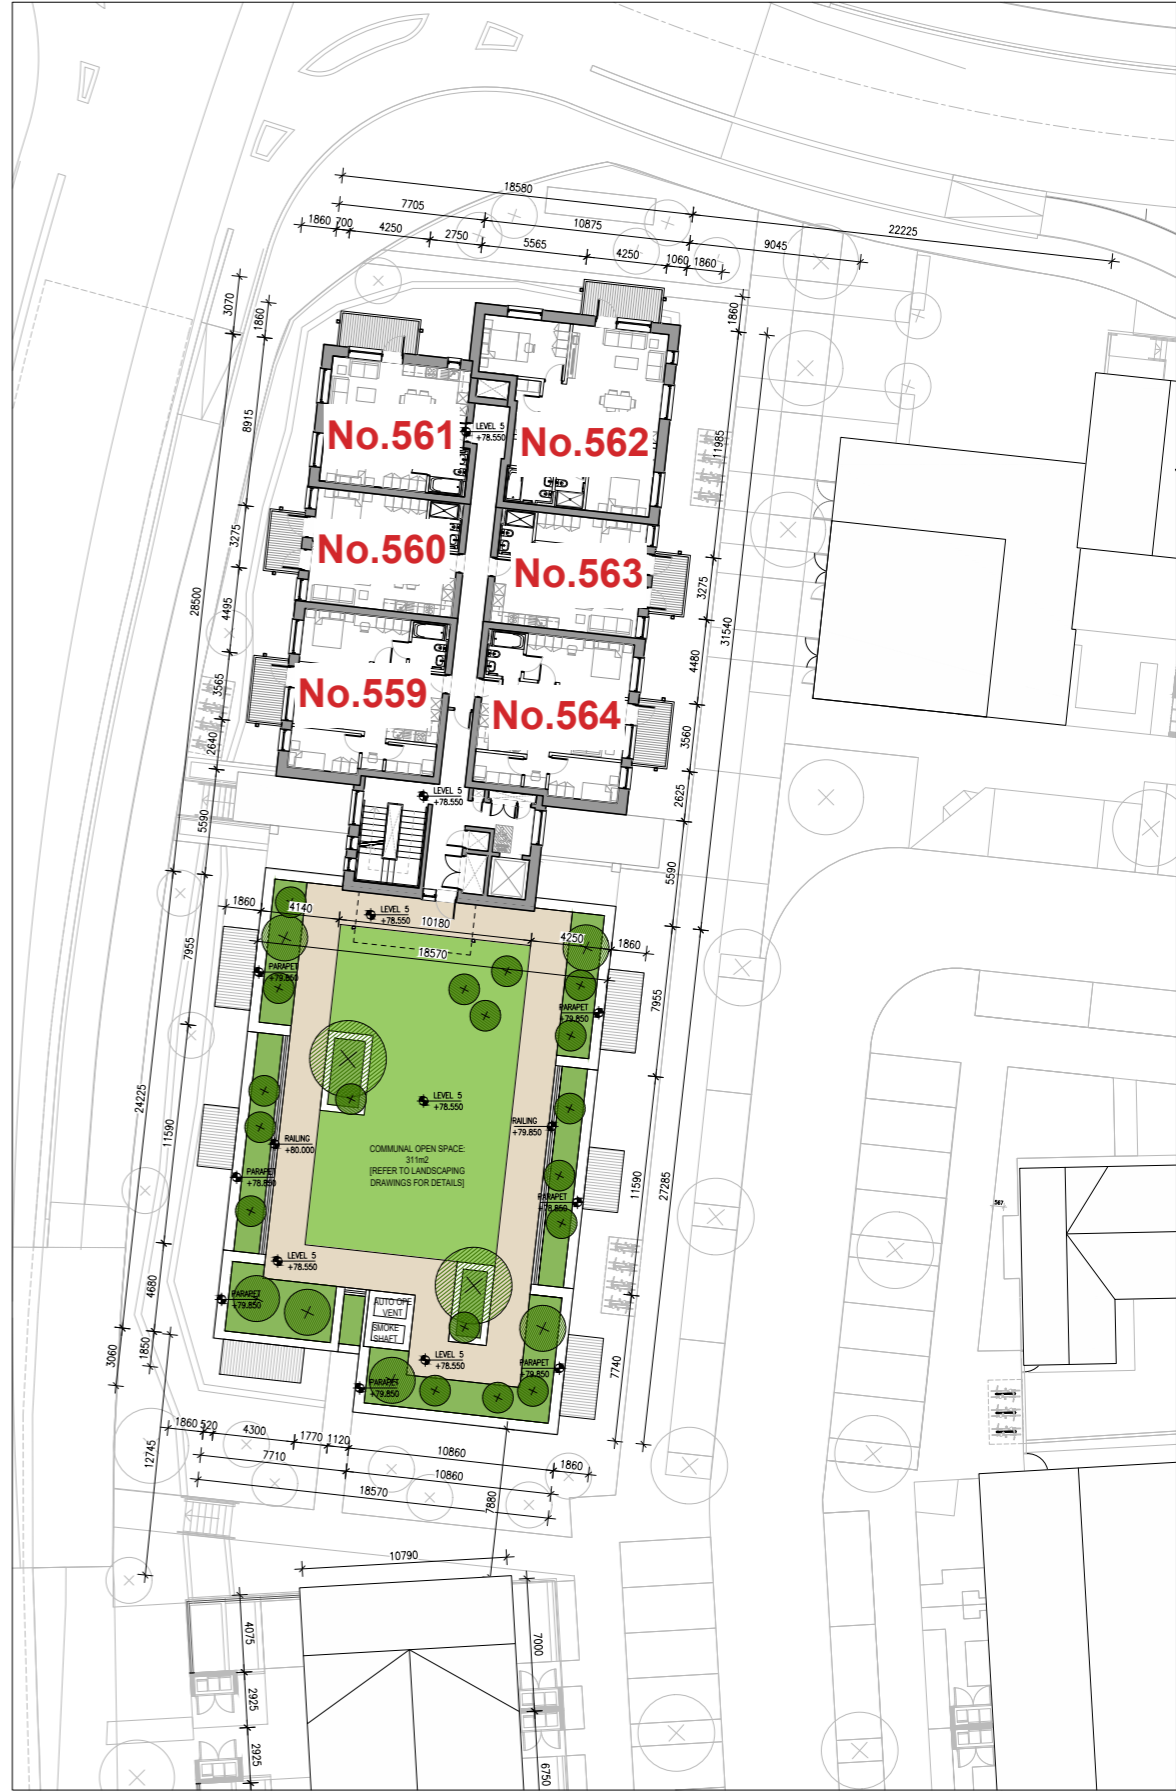 18580
7705
10875
22225
1860
700
4250
2750
5565
4250
1060
1860
9045
3070
1860
1860
8915
11985
No.561
LEVEL 5
+78.550
No.562
3275
No.560
No.563
3275
28500
4495
31540
4480
3565
No.559
No.564
3560
2640
2625
LEVEL 5
+78.550
5590
5590
1860
4140
LEVEL 5
+78.550
10180
4250
1860
18570
7955
PARAPET
+79.850
PARAPET
+79.850
7955
24225
11590
LEVEL 5
+78.550
RAILING
+79.850
RAILING
+80.000
COMMUNAL OPEN SPACE:
311m2
[REFER TO LANDSCAPING
DRAWINGS FOR DETAILS]
PARAPET
+78.850
PARAPET
+78.850
11590
27285
567
LEVEL 5
+78.550
4680
PARAPET
+79.850
AUTO OPE
VENT
SMOKE
SHAFT
1850
3060
LEVEL 5
+78.550
PARAPET
+79.850
PARAPET
+79.850
7740
1860
520
4300
1770
1120
10860
1860
12745
7710
10860
18570
7880
10790
4075
7000
2925
2925
6750